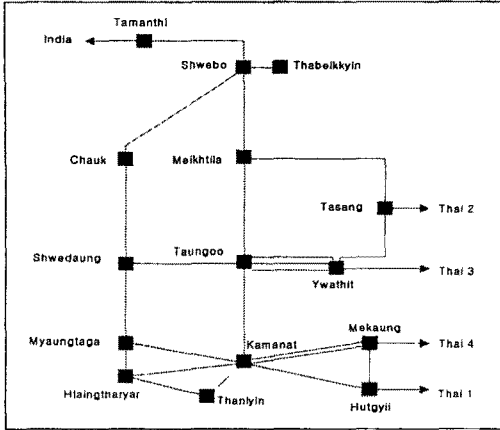 Tamanthi
India
Shwebo
Thabeikkyin
Chauk
Meikhtila
Tasang
Thai 2
Shwedaung
Taungoo
Thai 3
Ywathit
Mekaung
Myaungtaga
Kamanat
Thai 4
Hlaingtharyar
Thanlyin
Hutgyii
Thai 1